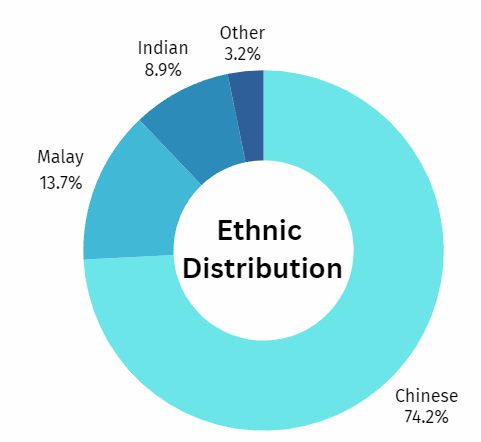 Other
3.2%
Indian
8.9%
Malay
13.7%
Ethnic
Distribution
Chinese
74.2%